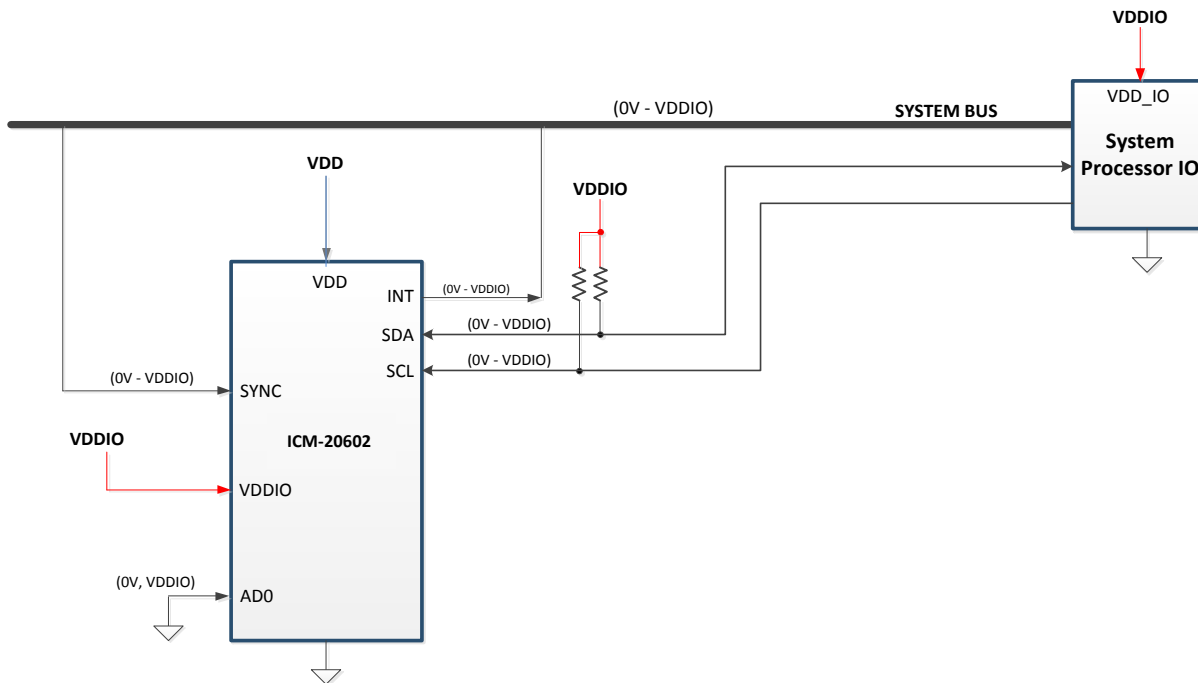 VDDIO
VDD_IO
(0V - VDDIO)
SYSTEM BUS
System
Processor IO
VDD
VDDIO
VDD
INT
(0V - VDDIO)
SDA
(0V - VDDIO)
SCL
(0V - VDDIO)
(0V - VDDIO)
SYNC
VDDIO
ICM-20602
VDDIO
(0V, VDDIO)
AD0